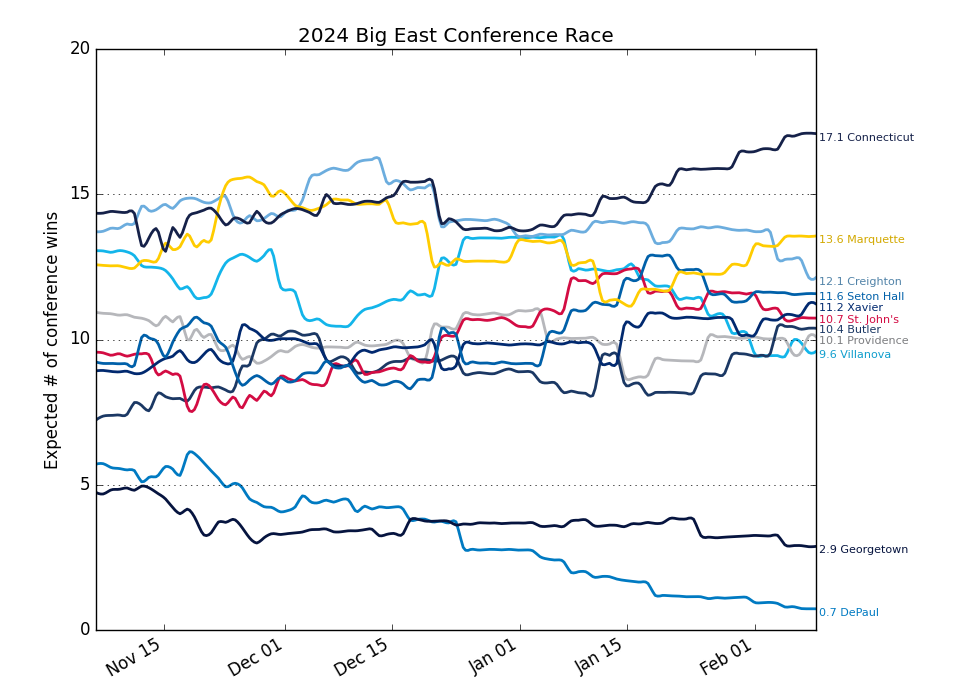 2024 Big East Conference Race
Expected # of conference wins
20
15
10
5
0
Nov 15
Dec 01
Dec 15
Jan 01
Jan 15
Feb 01
17.1 Connecticut
13.6 Marquette
12.1 Creighton
11.6 Seton Hall
11.2 Xavier
10.7 St. John's
10.4 Butler
10.1 Providence
9.6 Villanova
2.9 Georgetown
0.7 DePaul